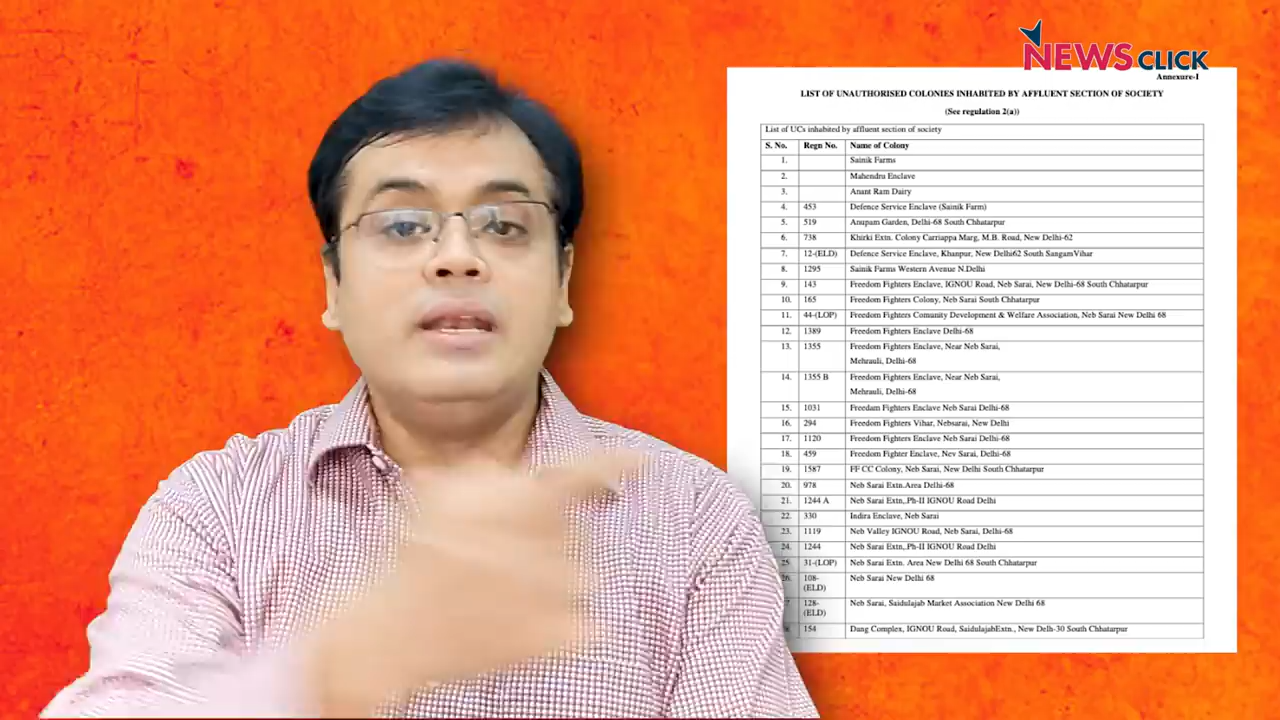 NEWSCLICK
Annexure-I
LIST OF UNAUTHORISED COLONIES INHABITED BY AFFLUENT SECTION OF SOCIETY
(See regulation 2(a))
List of UCs inhabited by affluent section of society
S. No. Regn No. Name of Colony
1. Sainik Farms
2. Mahendru Enclave
3. Anant Ram Dairy
4. 453 Defence Service Enclave (Sainik Farm)
5. 519 Anupam Garden, Delhi-68 South Chhatarpur
6. 738 Khirki Extn. Colony Carriappa Marg, M.B. Road, New Delhi-62
7. 12-(ELD) Defence Service Enclave, Khanpur, New Delhi62 South SangamVihar
8. 1295 Sainik Farms Western Avenue N.Delhi
9. 143 Freedom Fighters Enclave, IGNOU Road, Neb Sarai, New Delhi-68 South Chhatarpur
10. 165 Freedom Fighters Colony, Neb Sarai South Chhatarpur
11. 44-(LOP) Freedom Fighters Comunity Development & Welfare Association, Neb Sarai New Delhi 68
12. 1389 Freedom Fighters Enclave Delhi-68
13. 1355 Freedom Fighters Enclave, Near Neb Sarai,
Mehrauli, Delhi-68
14. 1355 B Freedom Fighters Enclave, Near Neb Sarai,
Mehrauli, Delhi-68
15. 1031 Freedam Fighters Enclave Neb Sarai Delhi-68
16. 294 Freedom Fighters Vihar, Nebsarai, New Delhi
17. 1120 Freedom Fighters Enclave Neb Sarai Delhi-68
18. 459 Freedom Fighter Enclave, Nev Sarai, Delhi-68
19. 1587 FF CC Colony, Neb Sarai, New Delhi South Chhatarpur
20. 978 Neb Sarai Extn.Area Delhi-68
21. 1244 A Neb Sarai Extn,.Ph-II IGNOU Road Delhi
22. 330 Indira Enclave, Neb Sarai
23. 1119 Neb Valley IGNOU Road, Neb Sarai, Delhi-68
24. 1244 Neb Sarai Extn,.Ph-II IGNOU Road Delhi
25 31-(LOP) Neb Sarai Extn. Area New Delhi 68 South Chhatarpur
26. 108- Neb Sarai New Delhi 68
(ELD)
7 128- Neb Sarai, Saidulajab Market Association New Delhi 68
(ELD)
154 Dang Complex, IGNOU Road, SaidulajabExtn., New Delh-30 South Chhatarpur